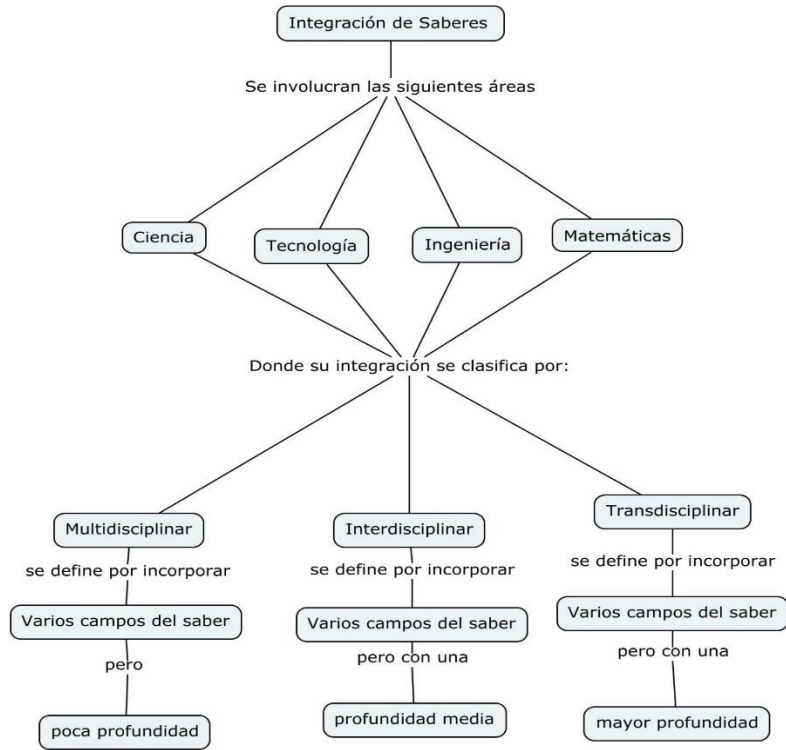 Integración de Saberes
Se involucran las siguientes áreas
Ciencia
Tecnología
Ingeniería
Matemáticas
Donde su integración se clasifica por:
Multidisciplinar
Interdisciplinar
Transdisciplinar
se define por incorporar
se define por incorporar
se define por incorporar
Varios campos del saber
Varios campos del saber
Varios campos del saber
pero
pero con una
pero con una
poca profundidad
profundidad media
mayor profundidad